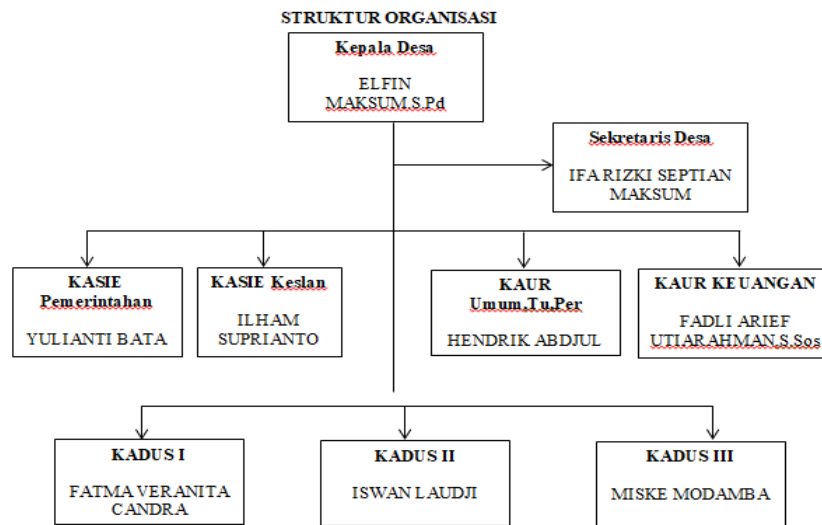 STRUKTUR ORGANISASI
Kepala Desa
ELFIN
MAKSUM.S.Pd
Sekretaris Desa
IFA RIZKI SEPTIAN
MAKSUM
KASIE
Pemerintahan
YULIANTI BATA
KASIE Keslan
ILHAM
SUPRIANTO
KAUR
Umum,Tu,Per
HENDRIK ABDJUL
KAUR KEUANGAN
FADLI ARIEF
UTIARAHMAN,S.Sos
KADUS I
FATMA VERANITA
CANDRA
KADUS II
ISWAN LAUDJI
KADUS III
MISKE MODAMBA